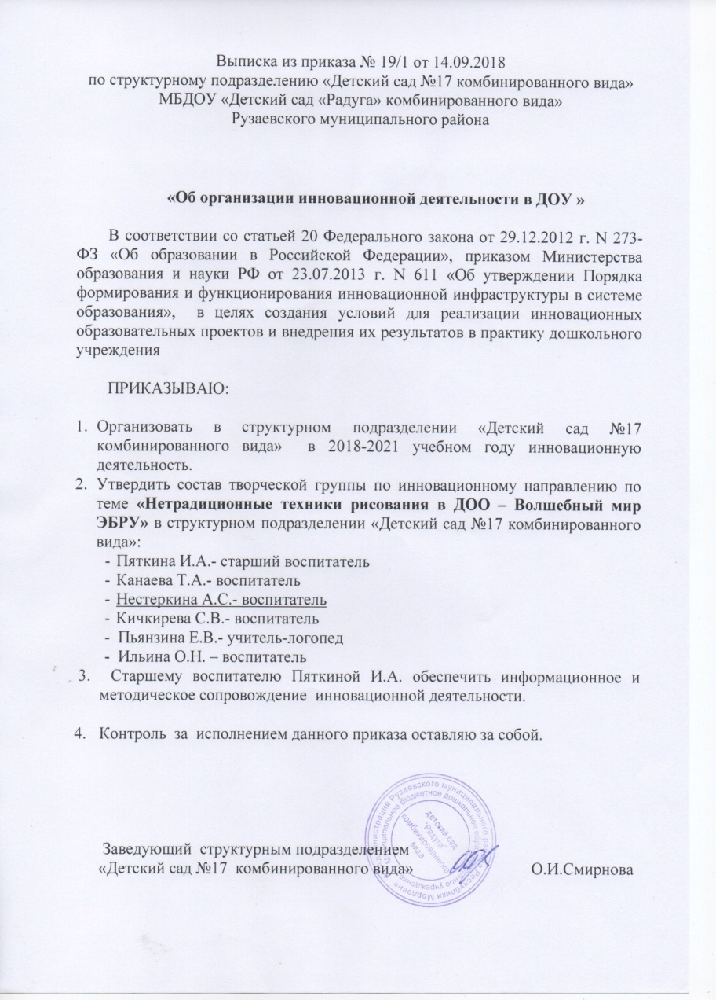 Выписка из приказа № 19/1 от 14.09.2018
по структурному подразделению «Детский сад №17 комбинированного вида»
МБДОУ «Детский сад «Радуга» комбинированного вида»
Рузаевского муниципального района
«Об организации инновационной деятельности в ДОУ »
В соответствии со статьей 20 Федерального закона от 29.12.2012 г. N 273-
ФЗ «Об образовании в Российской Федерации», приказом Министерства
образования и науки РФ от 23.07.2013 г. N 611 «Об утверждении Порядка
формирования и функционирования инновационной инфраструктуры в системе
образования», в целях создания условий для реализации инновационных
образовательных проектов и внедрения их результатов в практику дошкольного
учреждения
ПРИКАЗЫВАЮ:
1. Организовать в структурном подразделении «Детский сад №17
комбинированного вида» в 2018-2021 учебном году инновационную
деятельность.
2. Утвердить состав творческой группы по инновационному направлению по
теме «Нетрадиционные техники рисования в ДОО – Волшебный мир
ЭБРУ» в структурном подразделении «Детский сад №17 комбинированного
вида»:
- Пяткина И.А.- старший воспитатель
- Канаева Т.А.- воспитатель
- Нестеркина А.С.- воспитатель
- Кичкирева С.В.- воспитатель
- Пьянзина Е.В.- учитель-логопед
- Ильина О.Н. – воспитатель
3. Старшему воспитателю Пяткиной И.А. обеспечить информационное и
методическое сопровождение инновационной деятельности.
4. Контроль за исполнением данного приказа оставляю за собой.
Администрация Рузаевского муниципального района Республики Мордовия
Муниципальное бюджетное дошкольное образовательное учреждение
детский сад
"Радуга"
комбинированного
вида
Заведующий структурным подразделением
«Детский сад №17 комбинированного вида» О.И.Смирнова